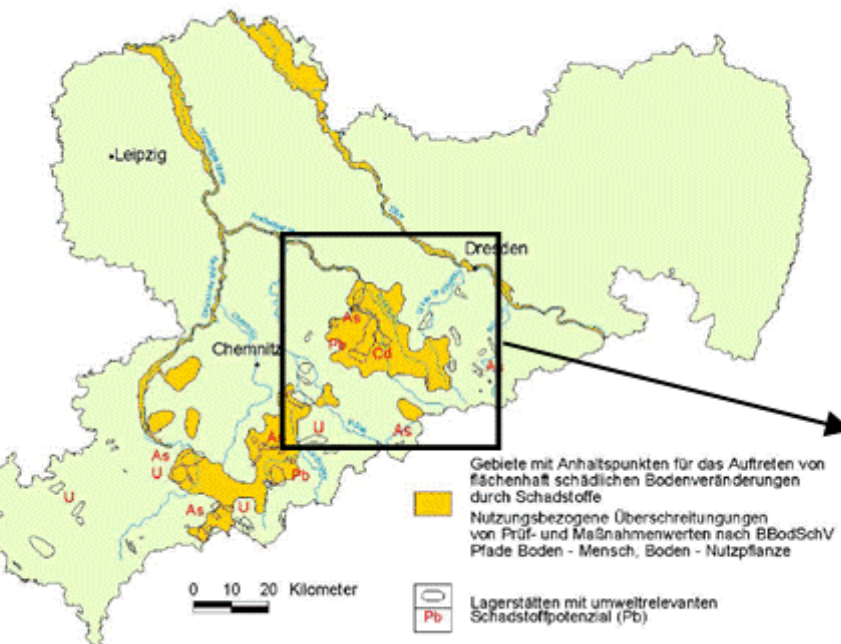 Leipzig
Elbe
Dresden
As
Pb
Cd
Chemnitz
As
U
As
As
U
Pb
U
As
U
Gebiete mit Anhaltspunkten für das Auftreten von
flächenhaft schädlichen Bodenveränderungen
durch Schadstoffe
Nutzungsbezogene Überschreitungungen
von Prüf- und Maßnahmenwerten nach BBodSchV
Pfade Boden - Mensch, Boden - Nutzpflanze
0 10 20 Kilometer
Lagerstätten mit umweltrelevanten
Pb Schadstoffpotenzial (Pb)